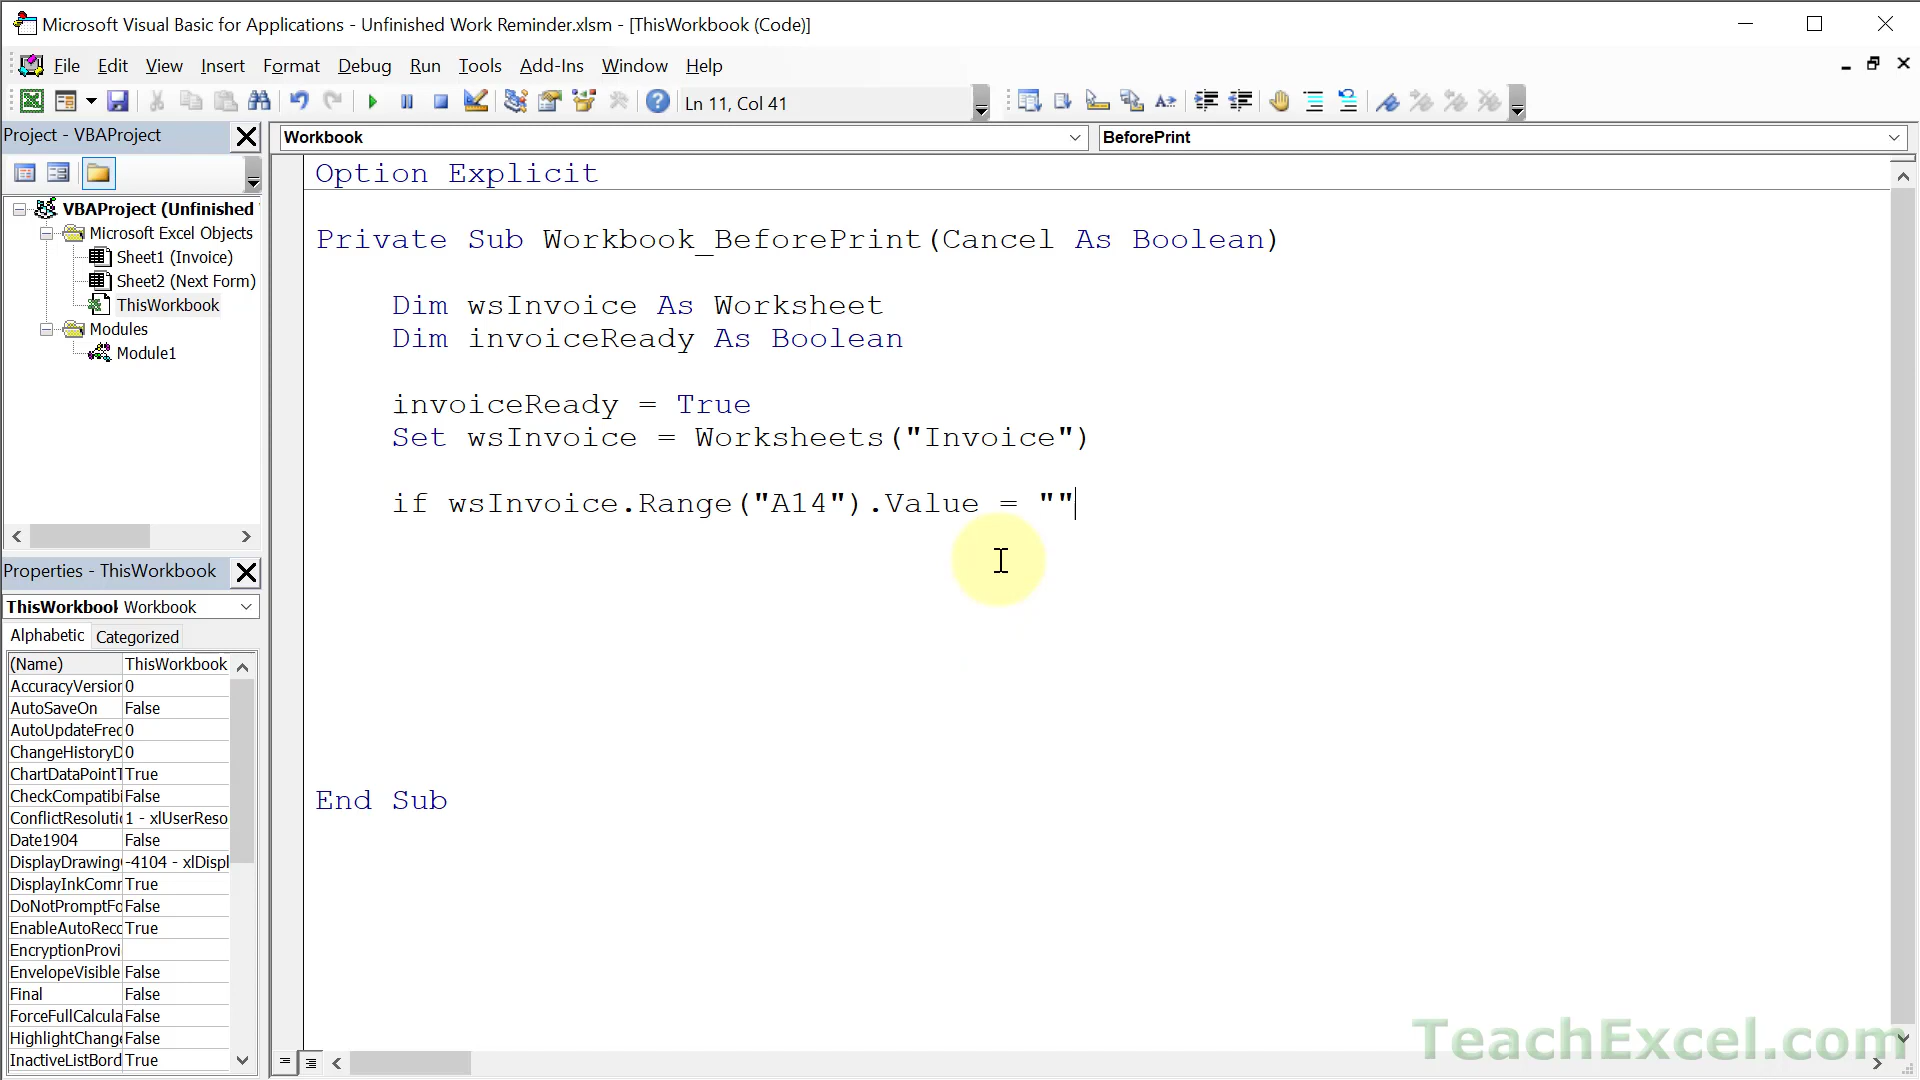 Microsoft Visual Basic for Applications - Unfinished Work Reminder.xlsm - [ThisWorkbook (Code)]
File Edit View Insert Format Debug Run Tools Add-Ins Window Help
Ln 11, Col 41
Project - VBAProject
Workbook
BeforePrint
VBAProject (Unfinished
Microsoft Excel Objects
Sheet1 (Invoice)
Sheet2 (Next Form)
ThisWorkbook
Modules
Module1
Option Explicit
Private Sub Workbook_BeforePrint(Cancel As Boolean)
Dim wsInvoice As Worksheet
Dim invoiceReady As Boolean
invoiceReady = True
Set wsInvoice = Worksheets("Invoice")
if wsInvoice.Range("A14").Value = ""
End Sub
Properties - ThisWorkbook
ThisWorkbool Workbook
Alphabetic Categorized
(Name) ThisWorkbook
AccuracyVersior 0
AutoSaveOn False
AutoUpdateFrec 0
ChangeHistoryD 0
ChartDataPointT True
CheckCompatibi False
ConflictResolutic 1 - xlUserReso
Date1904 False
DisplayDrawing -4104 - xlDispl
DisplayInkComr True
DoNotPromptFo False
EnableAutoRecc True
EncryptionProvi
EnvelopeVisible False
Final False
ForceFullCalcula False
HighlightChange False
InactiveListBord True
TeachExcel.com